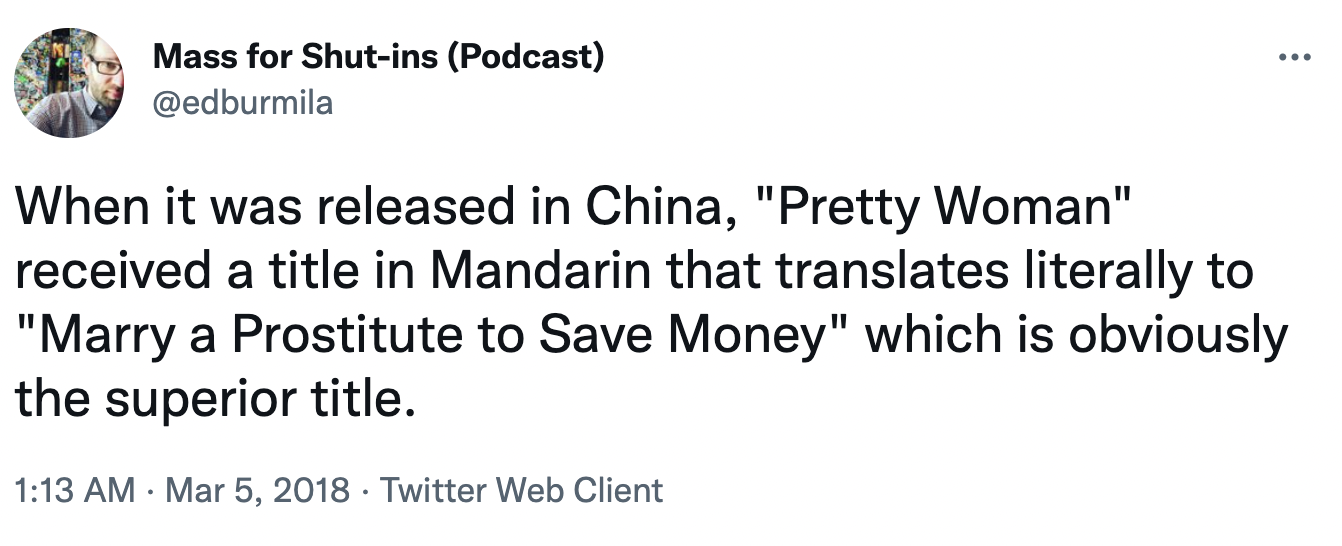 Mass for Shut-ins (Podcast)
@edburmila
When it was released in China, "Pretty Woman"
received a title in Mandarin that translates literally to
"Marry a Prostitute to Save Money" which is obviously
the superior title.
1:13 AM · Mar 5, 2018 · Twitter Web Client